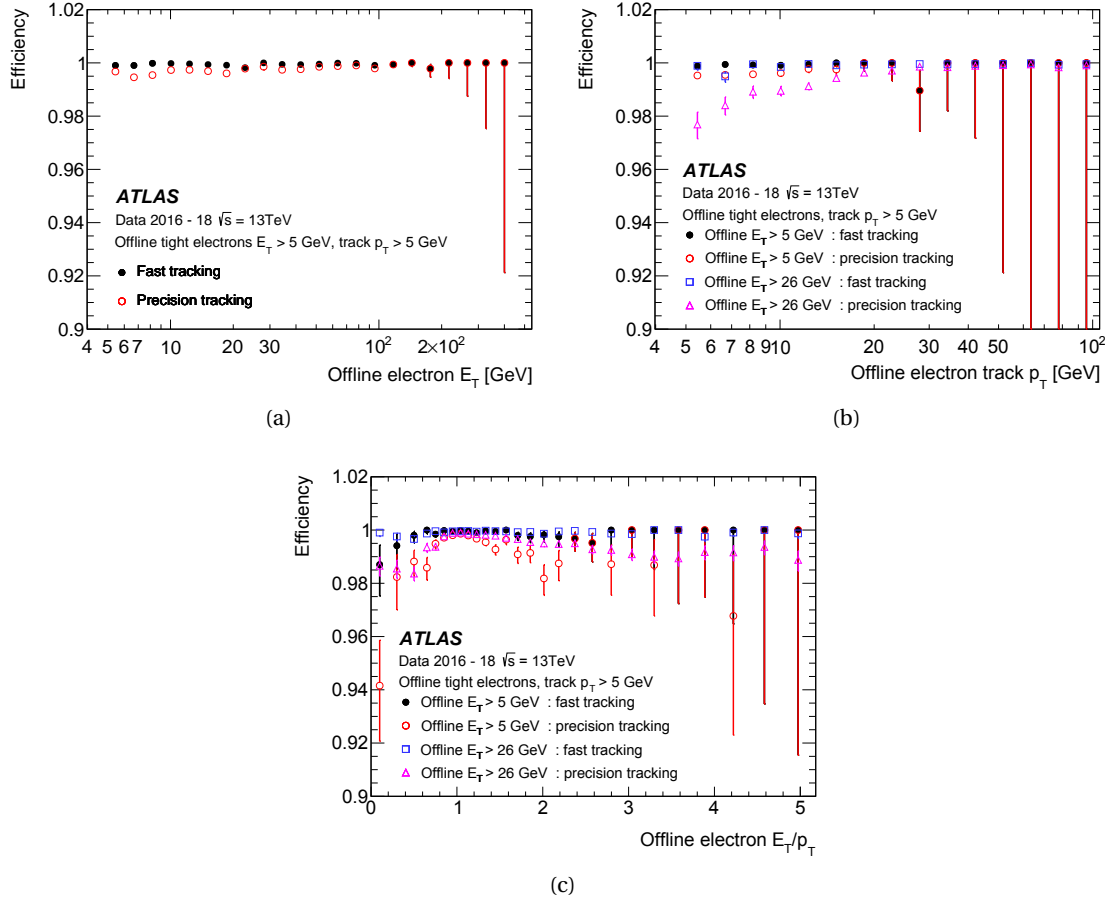 Efficiency
1.02
1
0.98
0.96
0.94
0.92
0.9
ATLAS
Data 2016 - 18 √s = 13TeV
Offline tight electrons E_T > 5 GeV, track p_T > 5 GeV
Fast tracking
Precision tracking
4 5 6 7 10 20 30 10² 2×10²
Offline electron E_T [GeV]
(a)
Efficiency
1.02
1
0.98
0.96
0.94
0.92
0.9
ATLAS
Data 2016 - 18 √s = 13TeV
Offline tight electrons, track p_T > 5 GeV
Offline E_T > 5 GeV : fast tracking
Offline E_T > 5 GeV : precision tracking
Offline E_T > 26 GeV : fast tracking
Offline E_T > 26 GeV : precision tracking
4 5 6 7 8 9 10 20 30 40 50 10²
Offline electron track p_T [GeV]
(b)
Efficiency
1.02
1
0.98
0.96
0.94
0.92
0.9
ATLAS
Data 2016 - 18 √s = 13TeV
Offline tight electrons, track p_T > 5 GeV
Offline E_T > 5 GeV : fast tracking
Offline E_T > 5 GeV : precision tracking
Offline E_T > 26 GeV : fast tracking
Offline E_T > 26 GeV : precision tracking
0 1 2 3 4 5
Offline electron E_T/p_T
(c)